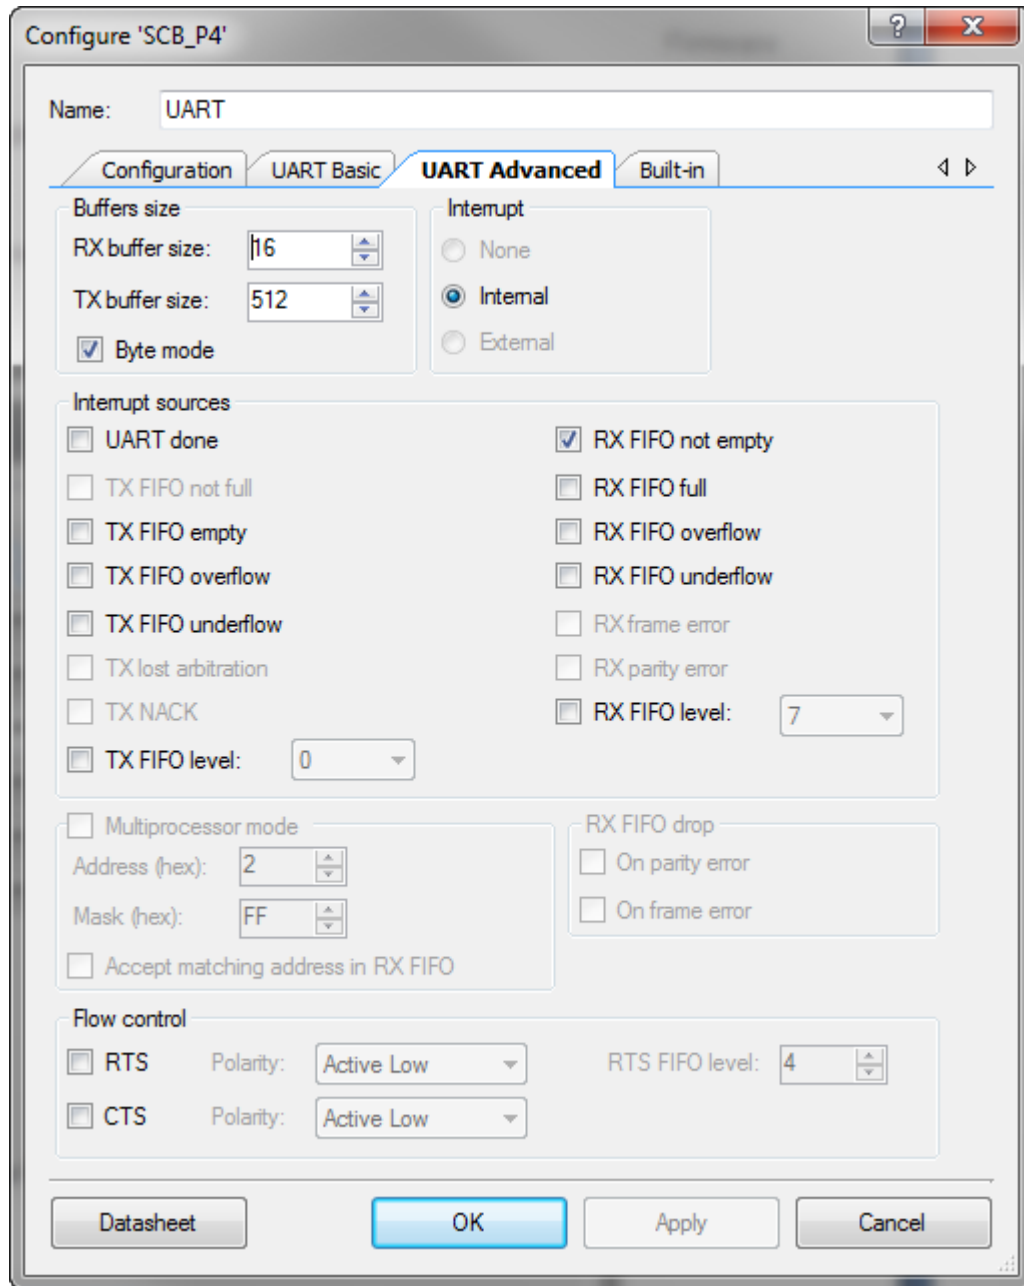 Configure 'SCB_P4'
Name: UART
Configuration UART Basic UART Advanced Built-in
Buffers size
RX buffer size: 16
TX buffer size: 512
Byte mode
Interrupt
None
Internal
External
Interrupt sources
UART done
TX FIFO not full
TX FIFO empty
TX FIFO overflow
TX FIFO underflow
TX lost arbitration
TX NACK
TX FIFO level: 0
RX FIFO not empty
RX FIFO full
RX FIFO overflow
RX FIFO underflow
RX frame error
RX parity error
RX FIFO level: 7
Multiprocessor mode
Address (hex): 2
Mask (hex): FF
Accept matching address in RX FIFO
RX FIFO drop
On parity error
On frame error
Flow control
RTS Polarity: Active Low RTS FIFO level: 4
CTS Polarity: Active Low
Datasheet OK Apply Cancel